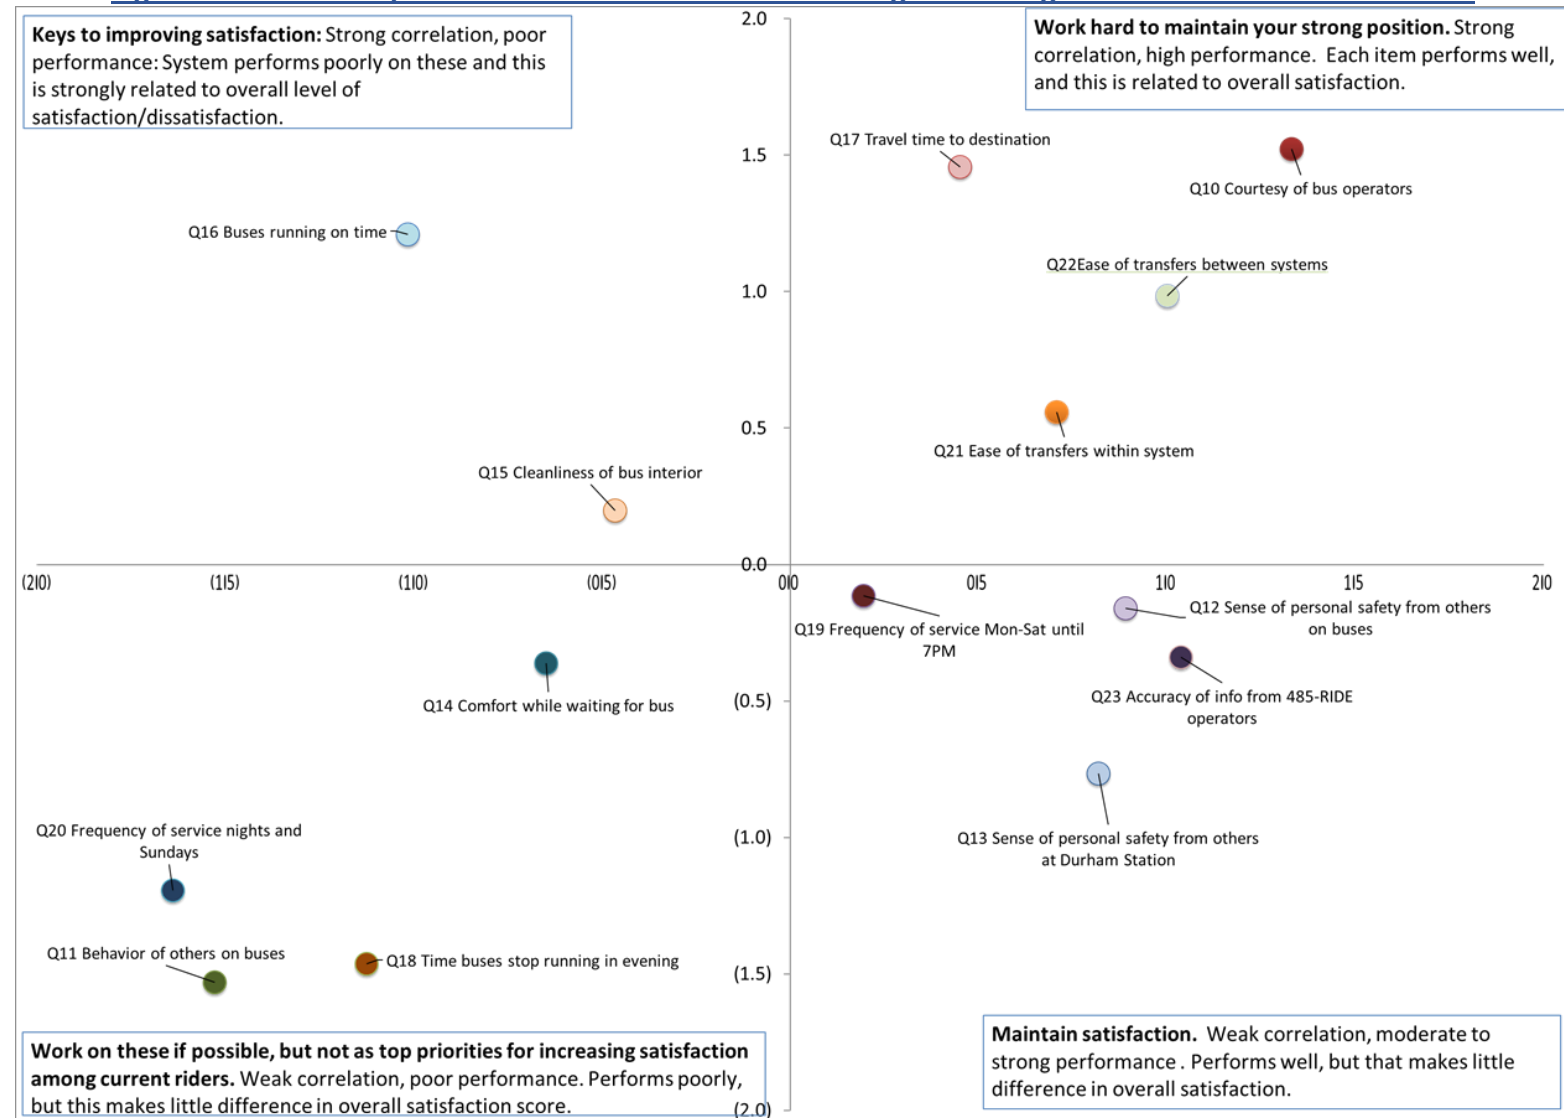 Keys to improving satisfaction: Strong correlation, poor
performance: System performs poorly on these and this
is strongly related to overall level of
satisfaction/dissatisfaction.
2.0
Work hard to maintain your strong position. Strong
correlation, high performance.  Each item performs well,
and this is related to overall satisfaction.
Q17 Travel time to destination
1.5
Q10 Courtesy of bus operators
Q16 Buses running on time
Q22Ease of transfers between systems
1.0
0.5
Q21 Ease of transfers within system
Q15 Cleanliness of bus interior
0.0
(2|0)
(1|5)
(1|0)
(0|5)
0|0
0|5
1|0
1|5
2|0
Q19 Frequency of service Mon-Sat until
7PM
Q12 Sense of personal safety from others
on buses
Q14 Comfort while waiting for bus
(0.5)
Q23 Accuracy of info from 485-RIDE
operators
Q20 Frequency of service nights and
Sundays
(1.0)
Q13 Sense of personal safety from others
at Durham Station
Q11 Behavior of others on buses
Q18 Time buses stop running in evening
(1.5)
Work on these if possible, but not as top priorities for increasing satisfaction
among current riders. Weak correlation, poor performance. Performs poorly,
but this makes little difference in overall satisfaction score.
(2.0)
Maintain satisfaction.  Weak correlation, moderate to
strong performance . Performs well, but that makes little
difference in overall satisfaction.